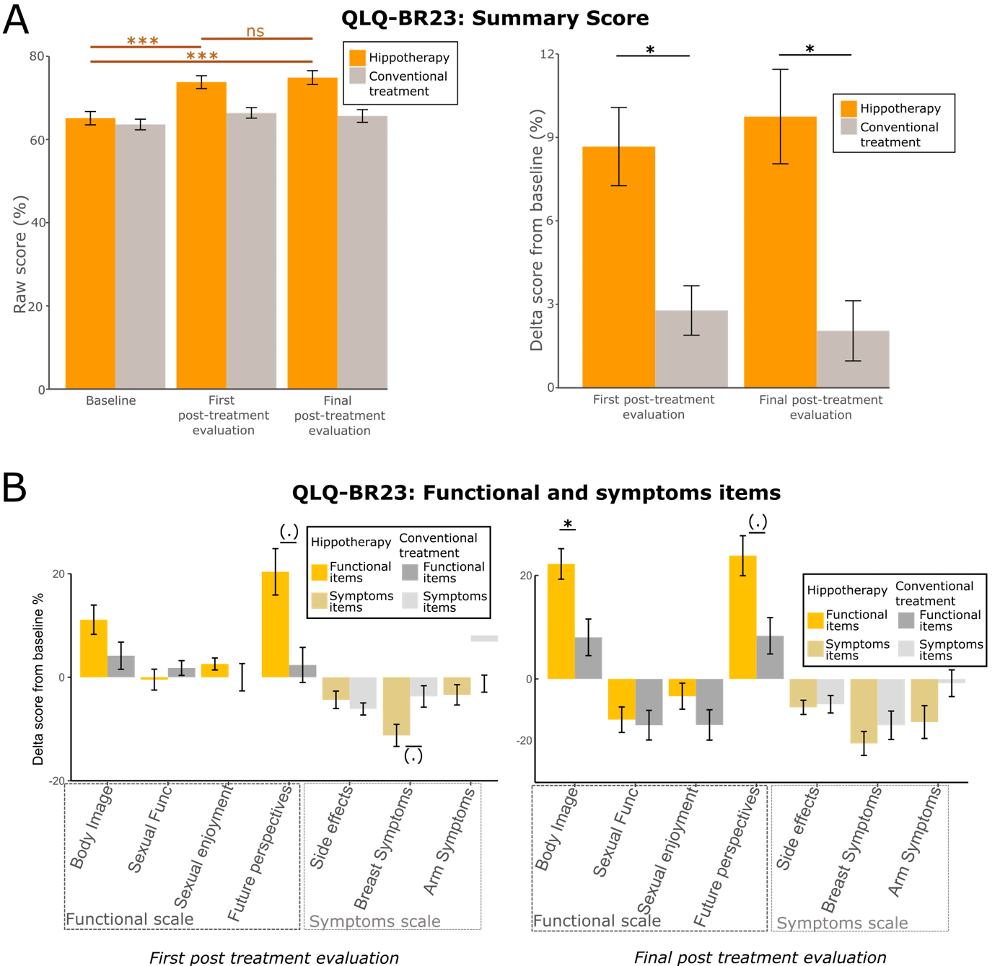 A
QLQ-BR23: Summary Score
***
ns
***
Hippotherapy
Conventional
treatment
Raw score (%)
80
60
40
20
0
Baseline
First
post-treatment
evaluation
Final
post-treatment
evaluation
*
*
Hippotherapy
Conventional
treatment
Delta score from baseline (%)
12
9
6
3
0
First post-treatment
evaluation
Final post-treatment
evaluation
B
QLQ-BR23: Functional and symptoms items
(.)
Hippotherapy
Conventional
treatment
Functional
items
Functional
items
Symptoms
items
Symptoms
items
Delta score from baseline %
20
0
-20
(.)
Body Image
Sexual Func
Sexual enjoyment
Future perspectives
Side effects
Breast Symptoms
Arm Symptoms
Functional scale
Symptoms scale
First post treatment evaluation
*
(.)
Hippotherapy
Conventional
treatment
Functional
items
Functional
items
Symptoms
items
Symptoms
items
20
0
-20
Body Image
Sexual Func
Sexual enjoyment
Future perspectives
Side effects
Breast Symptoms
Arm Symptoms
Functional scale
Symptoms scale
Final post treatment evaluation